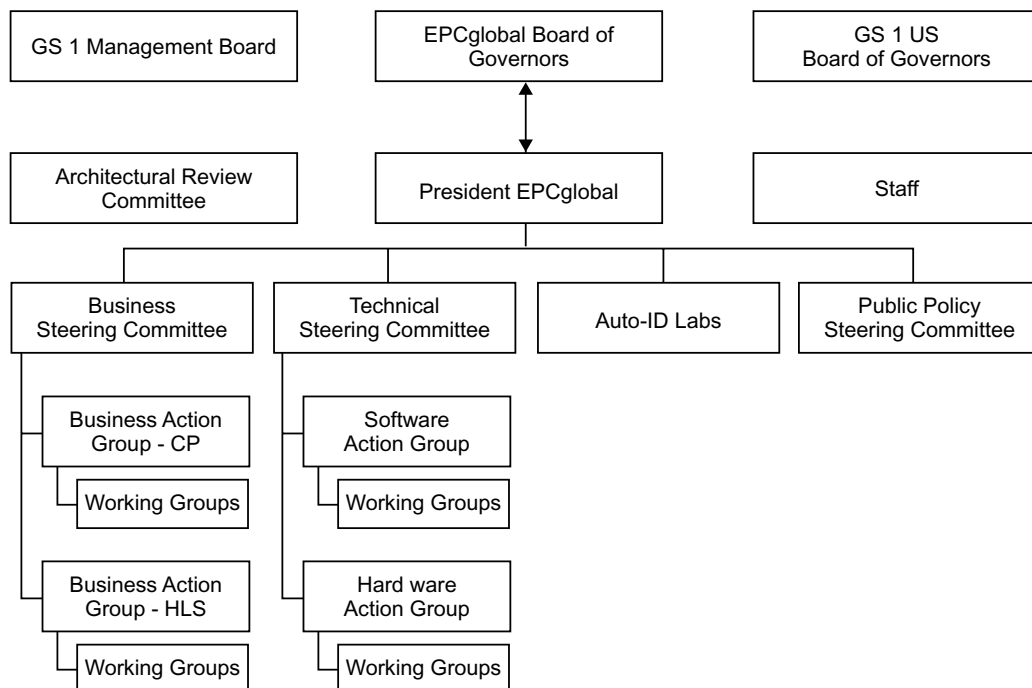 GS 1 Management Board
EPCglobal Board of
Governors
GS 1 US
Board of Governors
Architectural Review
Committee
President EPCglobal
Staff
Business
Steering Committee
Technical
Steering Committee
Auto-ID Labs
Public Policy
Steering Committee
Business Action
Group - CP
Working Groups
Business Action
Group - HLS
Working Groups
Software
Action Group
Working Groups
Hard ware
Action Group
Working Groups